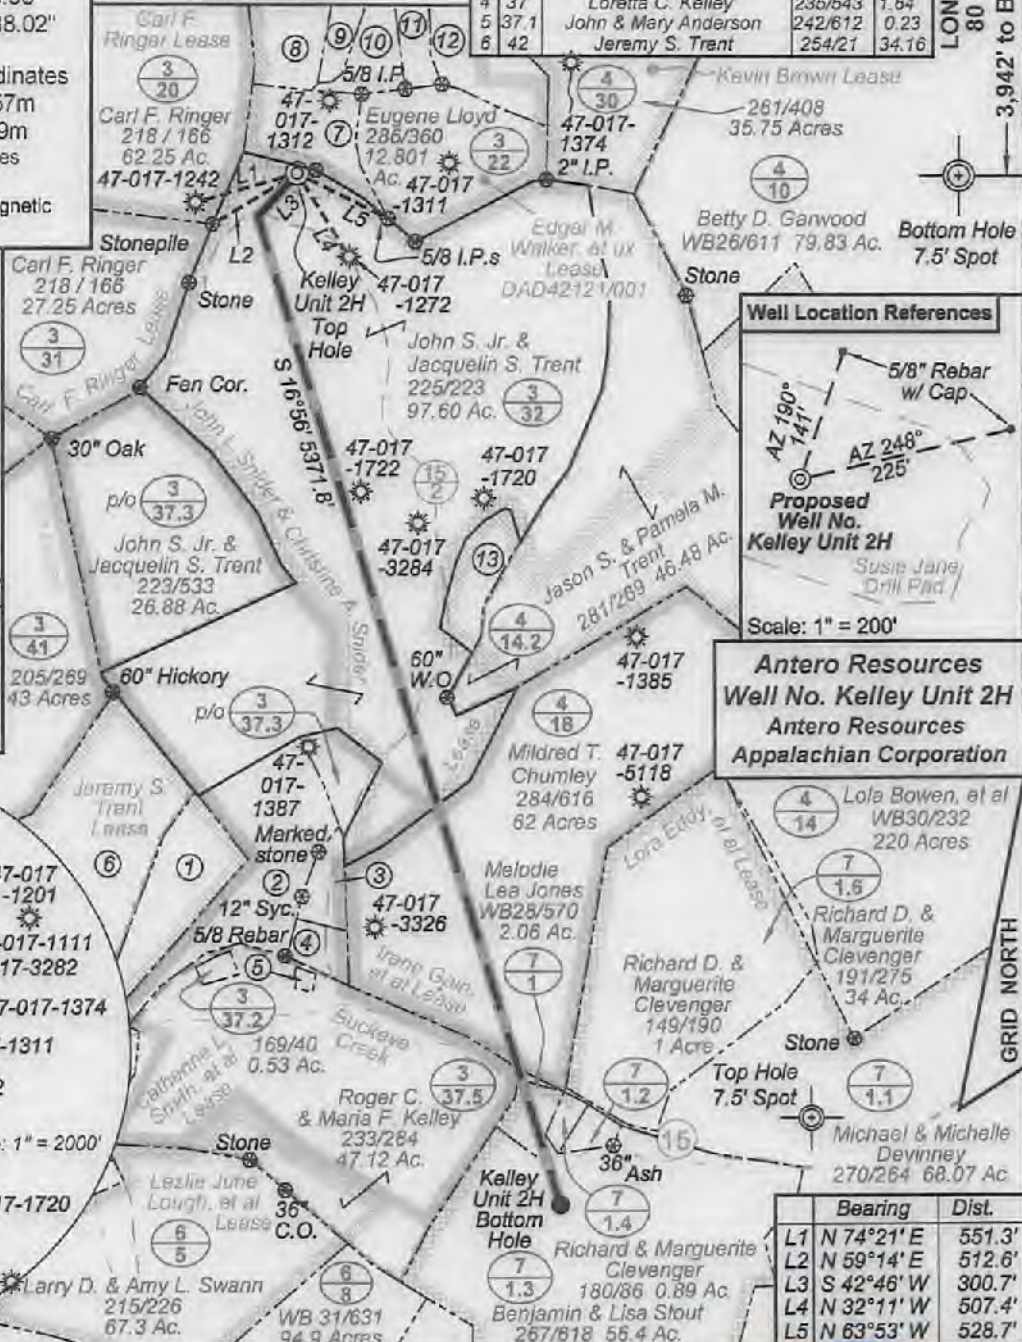 8.02"
dinates
67m
9m
es
gnetic
4 37 Loretta C. Kelley 235/643 1.64
5 37.1 John & Mary Anderson 242/612 0.23
6 42 Jeremy S. Trent 254/21 34.16
LON
80
3,942' to B
Carl F.
Ringer Lease
3
20
Carl F. Ringer
218 / 166
62.25 Ac.
47-017-1242
8
9
10
11
12
5/8 I.P.
47-
017-
1312
7
Eugene Lloyd
286/360
12.801
Ac.
3
22
47-017
-1311
4
30
47-017-
1374
2" I.P.
Kevin Brown Lease
261/408
35.75 Acres
4
10
Betty D. Garwood
WB26/611 79.83 Ac.
Bottom Hole
7.5' Spot
L1
L2
L3
L4
L5
Stonepile
Carl F. Ringer
218 / 166
27.25 Acres
3
31
Stone
Carl F. Ringer Lease
Kelley
Unit 2H
Top
Hole
47-017
-1272
5/8 I.P.s
Edgar M.
Walker, et ux
Lease
DAD42121/001
Stone
John S. Jr. &
Jacquelin S. Trent
225/223
97.60 Ac.
3
32
Well Location References
5/8" Rebar
w/ Cap
AZ 190°
141'
AZ 248°
225'
Proposed
Well No.
Kelley Unit 2H
Susie Jane
Drill Pad
Scale: 1" = 200'
Fen Cor.
30" Oak
S 16°56' 5371.8'
John L. Snider & Christine A. Snider
47-017
-1722
15
2
47-017
-1720
47-017
-3284
13
p/o
3
37.3
John S. Jr. &
Jacquelin S. Trent
223/533
26.88 Ac.
Jason S. & Pamela M.
Trent
281/269 46.48 Ac.
4
14.2
3
41
205/269
43 Acres
60" Hickory
60"
W.O.
47-017
-1385
Antero Resources
Well No. Kelley Unit 2H
Antero Resources
Appalachian Corporation
p/o
3
37.3
4
18
Lease
Mildred T.
Chumley
284/616
62 Acres
47-017
-5118
47-
017-
1387
Jeremy S.
Trent
Lease
6
1
Marked
stone
2
3
12" Syc.
5/8 Rebar
4
5
47-017
-3326
Irene Gain,
et al Lease
Melodie
Lea Jones
WB28/570
2.06 Ac.
7
1
Lora Eddy,
et al Lease
4
14
Lola Bowen, et al
WB30/232
220 Acres
7
1.6
Richard D. &
Marguerite
Clevenger
191/275
34 Ac.
Richard D. &
Marguerite
Clevenger
149/190
1 Acre
Stone
GRID NORTH
47-017
-1201
-017-1111
17-3282
7-017-1374
-1311
2
: 1" = 2000'
17-1720
3
37.2
169/40
0.53 Ac.
Buckeye
Creek
Catherine L.
Smith, et al
Lease
Roger C.
& Maria F. Kelley
233/284
47.12 Ac.
3
37.5
7
1.2
15
Top Hole
7.5' Spot
7
1.1
Michael & Michelle
Devinney
270/264 68.07 Ac
36"
Ash
Stone
Lezlie June
Lough, et al
Lease
36"
C.O.
6
5
Larry D. & Amy L. Swann
215/226
67.3 Ac.
6
8
WB 31/631
94.9 Acres
Kelley
Unit 2H
Bottom
Hole
7
1.4
Richard & Marguerite
Clevenger
180/86 0.89 Ac.
7
1.3
Benjamin & Lisa Stout
267/618 56.4 Ac.
Bearing Dist.
L1 N 74°21' E 551.3'
L2 N 59°14' E 512.6'
L3 S 42°46' W 300.7'
L4 N 32°11' W 507.4'
L5 N 63°53' W 528.7'